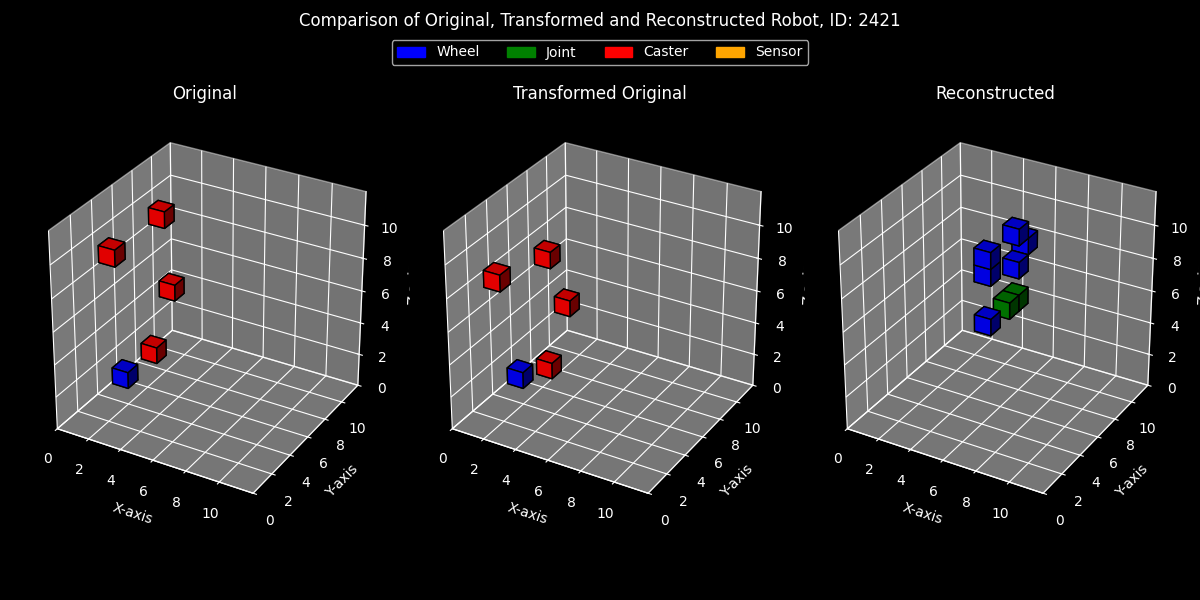 Comparison of Original, Transformed and Reconstructed Robot, ID: 2421
Wheel Joint Caster Sensor
Original Transformed Original Reconstructed
10 10 10
8 8 8
6 6 6
4 4 4
2 2 2
0 0 0
10 10 10
8 8 8
0 2 4 6 8 10 0 2 4 6 8 10 0 2 4 6 8 10
6 6 6
4 4 4
2 2 2
0 0 0
X-axis Y-axis X-axis Y-axis X-axis Y-axis